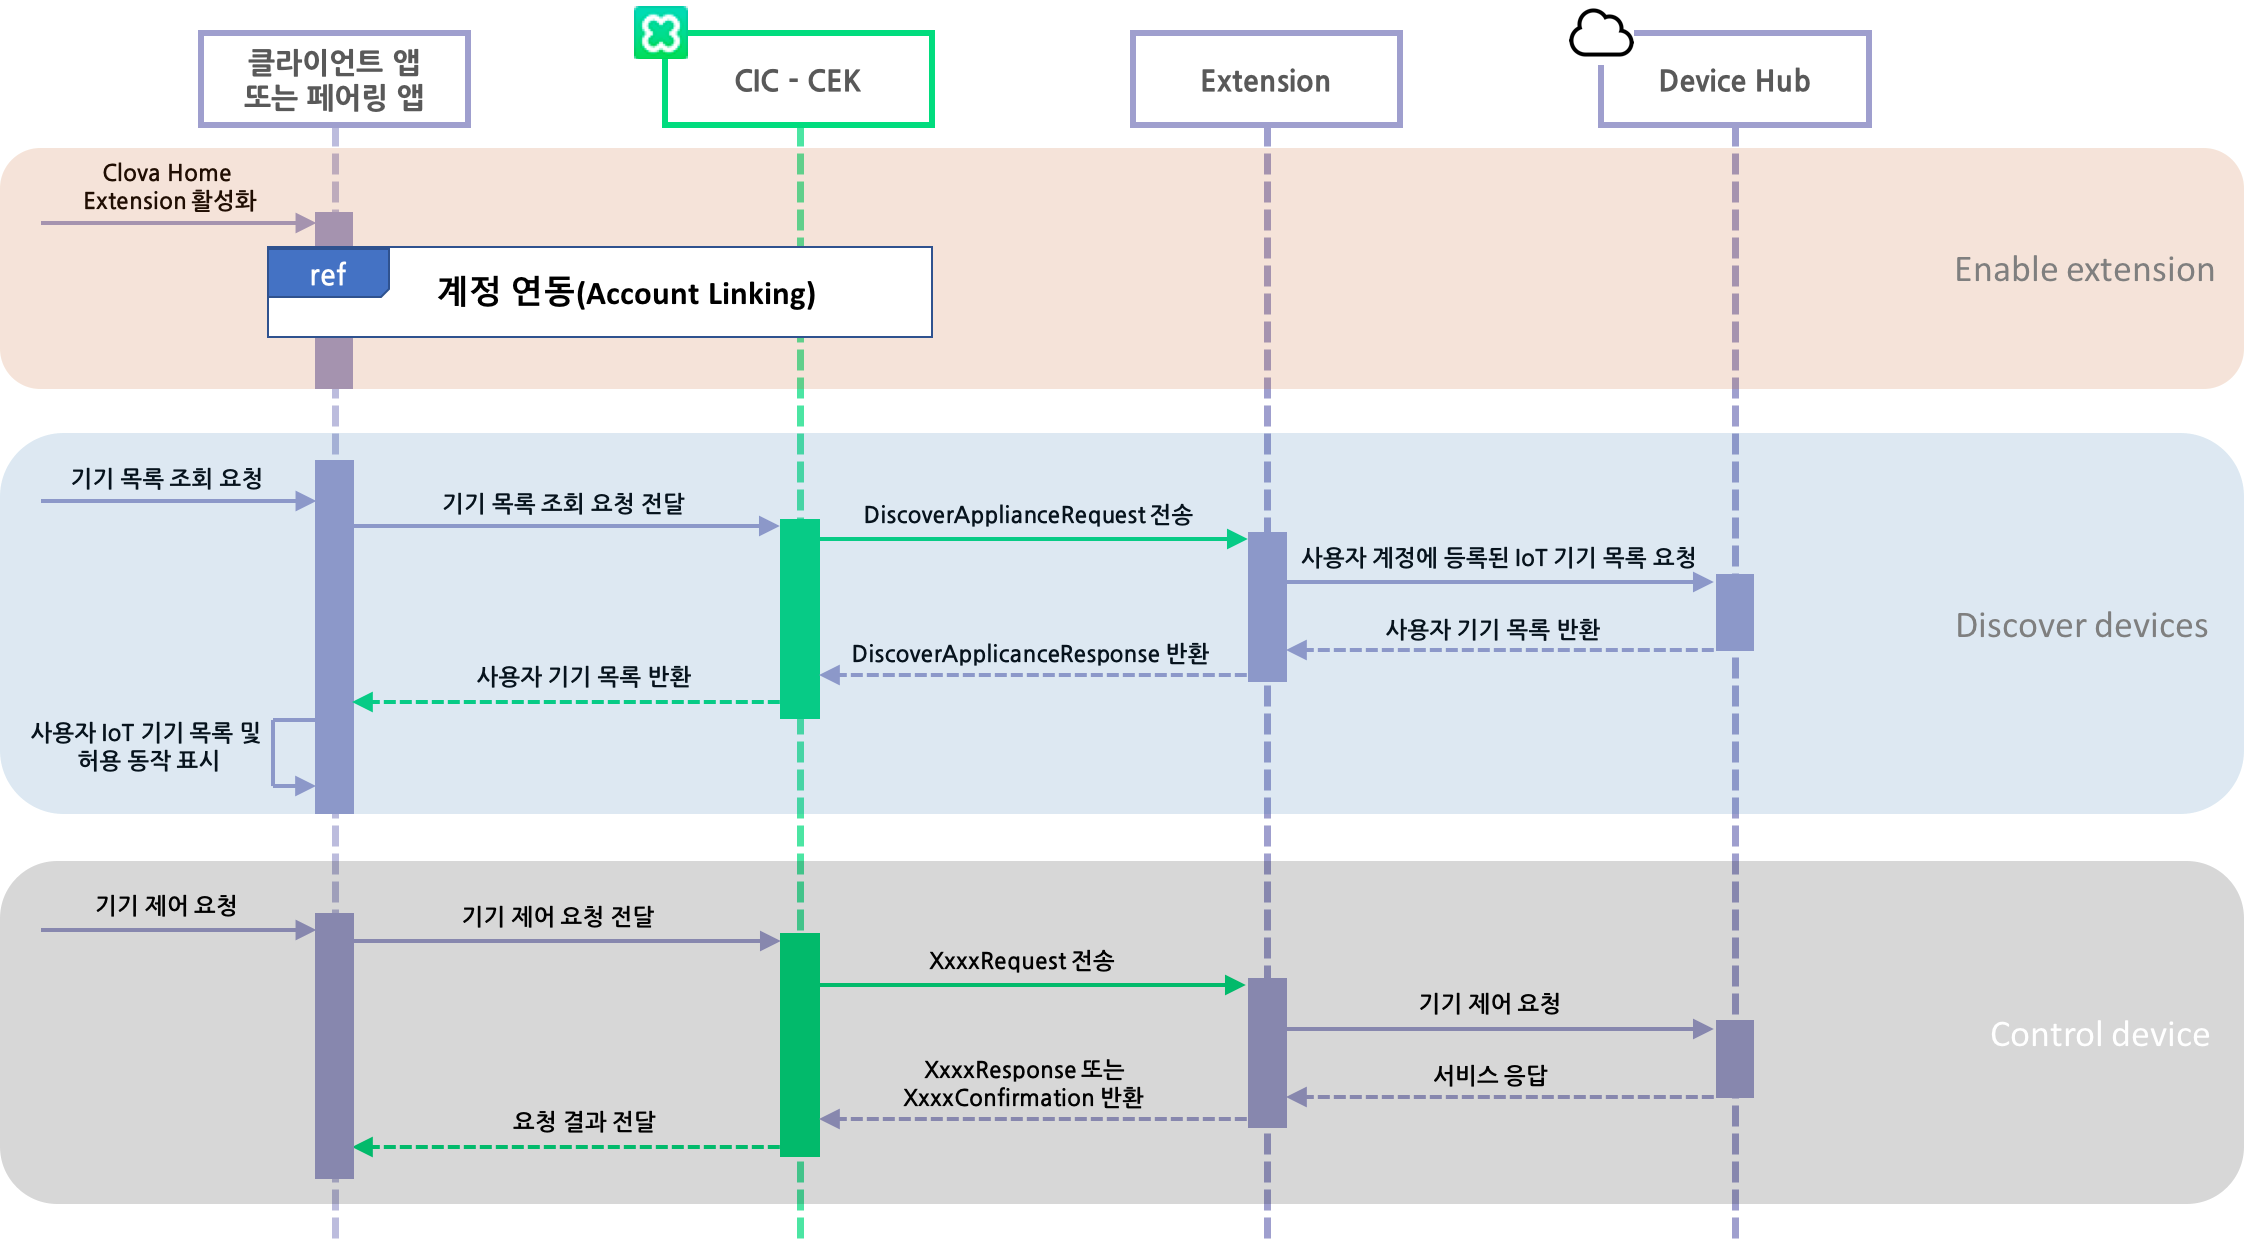 클라이언트 앱
또는 페어링 앱
CIC - CEK
Extension
Device Hub
Clova Home
Extension 활성화
ref
계정 연동(Account Linking)
Enable extension
기기 목록 조회 요청
기기 목록 조회 요청 전달
DiscoverApplianceRequest 전송
사용자 계정에 등록된 IoT 기기 목록 요청
사용자 기기 목록 반환
DiscoverApplicanceResponse 반환
사용자 기기 목록 반환
사용자 IoT 기기 목록 및
허용 동작 표시
Discover devices
기기 제어 요청
기기 제어 요청 전달
XxxxRequest 전송
기기 제어 요청
서비스 응답
XxxxResponse 또는
XxxxConfirmation 반환
요청 결과 전달
Control device